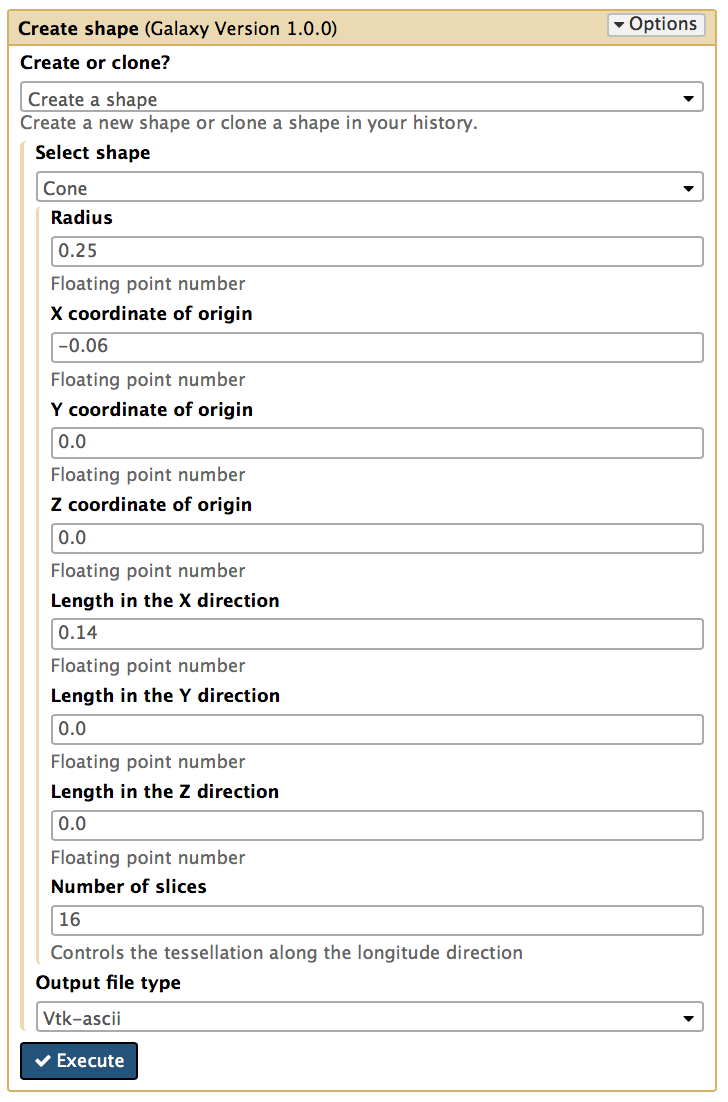 Create shape (Galaxy Version 1.0.0) Options
Create or clone?
Create a shape
Create a new shape or clone a shape in your history.
Select shape
Cone
Radius
0.25
Floating point number
X coordinate of origin
-0.06
Floating point number
Y coordinate of origin
0.0
Floating point number
Z coordinate of origin
0.0
Floating point number
Length in the X direction
0.14
Floating point number
Length in the Y direction
0.0
Floating point number
Length in the Z direction
0.0
Floating point number
Number of slices
16
Controls the tessellation along the longitude direction
Output file type
Vtk-ascii
Execute